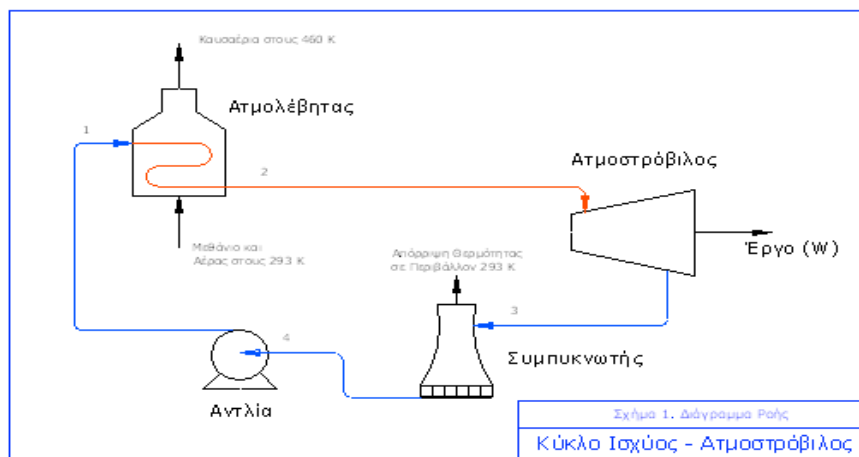 Καυσαέρια στους 460 K
Ατμολέβητας
1
2
Ατμοστρόβιλος
Μεθάνιο και
Αέρας στους 293 K
Απόρριψη Θερμότητας
σε Περιβάλλον 293 K
Έργο (W)
3
4
Συμπυκνωτής
Αντλία
Σχήμα 1. Διάγραμμα Ροής
Κύκλο Ισχύος - Ατμοστρόβιλος